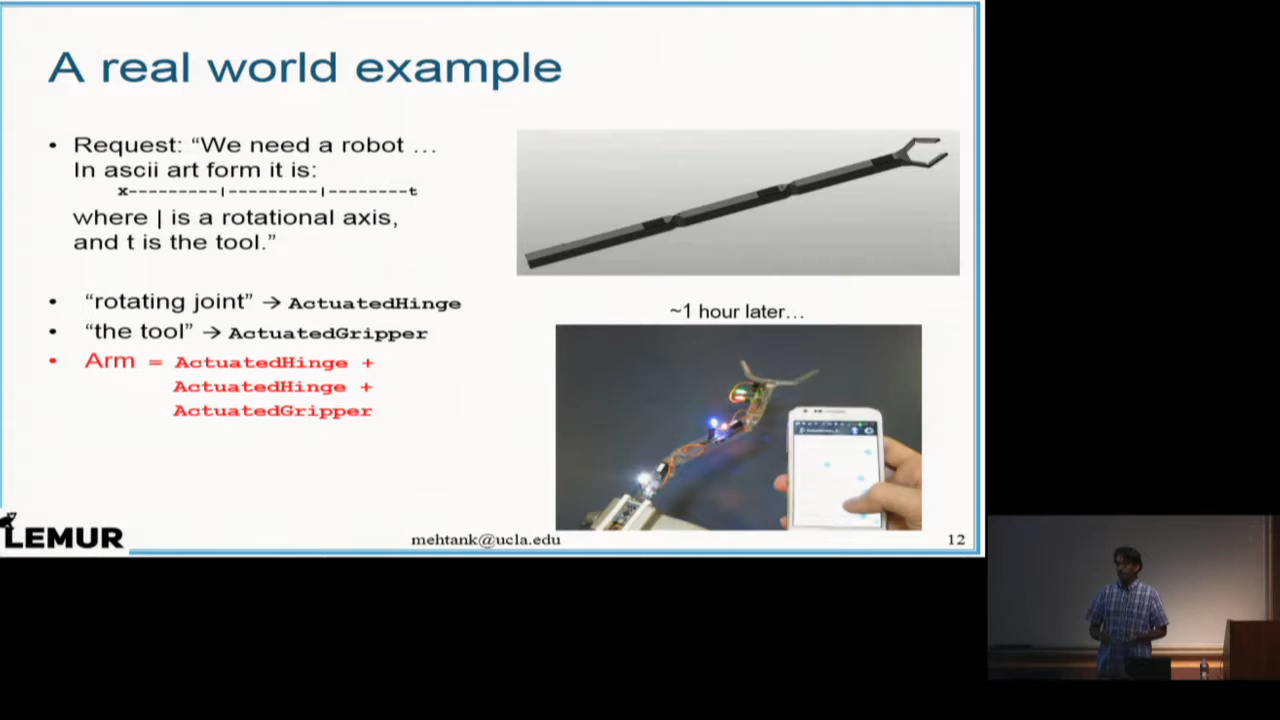 A real world example
• Request: “We need a robot …
In ascii art form it is:
x---------|---------|--------t
where | is a rotational axis,
and t is the tool.”
• “rotating joint” → ActuatedHinge
• “the tool” → ActuatedGripper
• Arm = ActuatedHinge +
ActuatedHinge +
ActuatedGripper
~1 hour later…
LEMUR
mehtank@ucla.edu
12